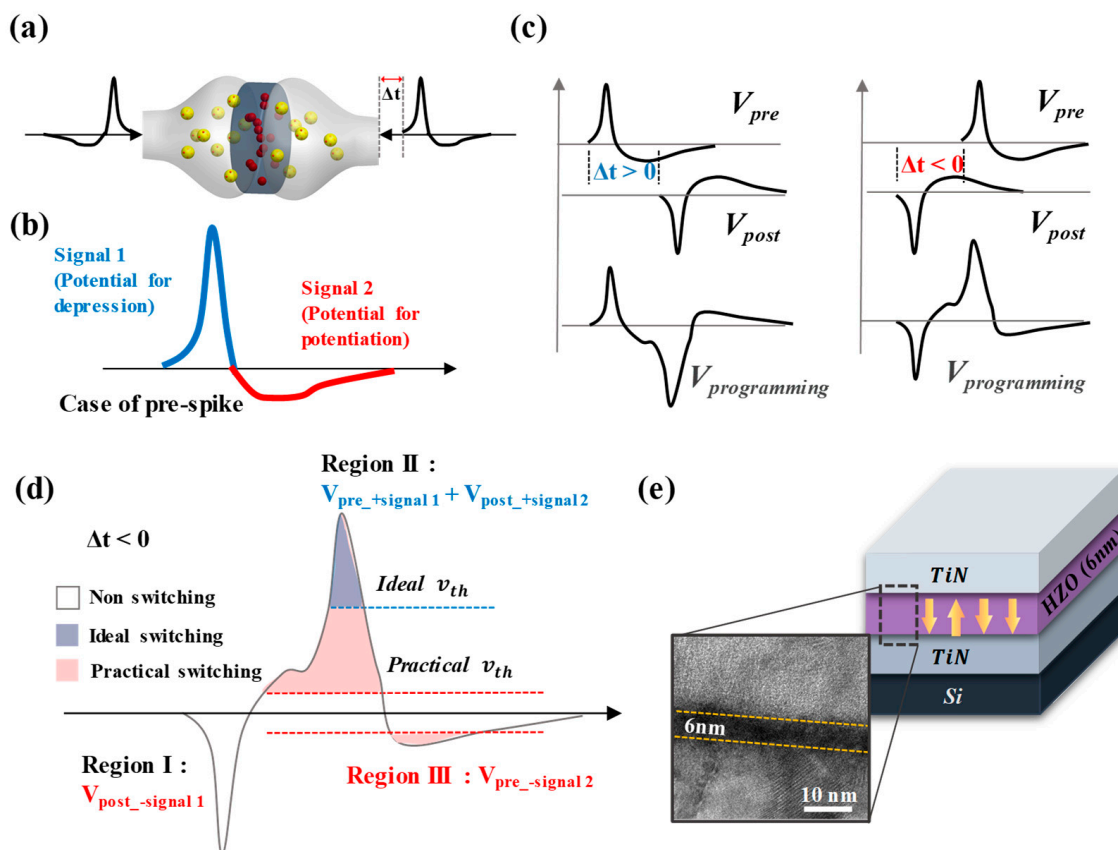 (a)
Δt
(b)
Signal 1
(Potential for
depression)
Signal 2
(Potential for
potentiation)
Case of pre-spike
(c)
V_pre
Δt > 0
V_post
V_programming
V_pre
Δt < 0
V_post
V_programming
(d)
Region II :
V_pre_+signal 1 + V_post_+signal 2
Δt < 0
Non switching
Ideal switching
Practical switching
Ideal v_th
Practical v_th
Region I :
V_post_-signal 1
Region III : V_pre_-signal 2
(e)
TiN
HZO (6nm)
TiN
Si
6nm
10 nm